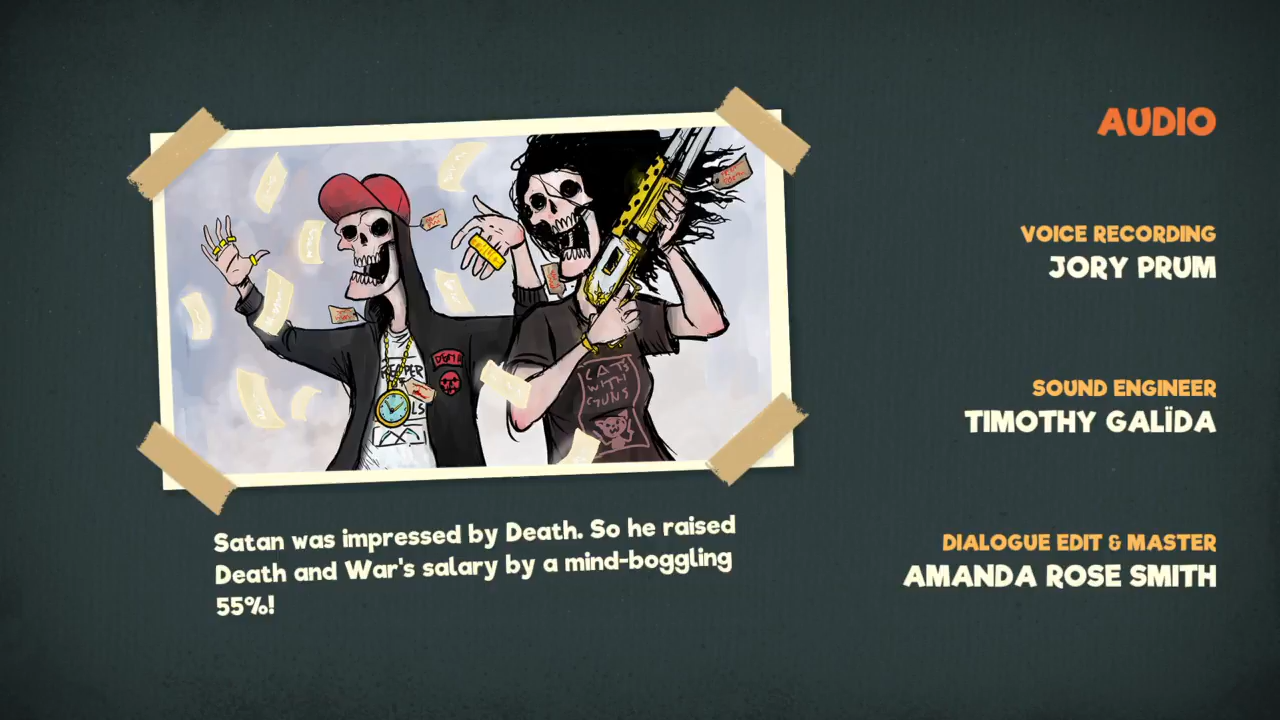 AUDIO
VOICE RECORDING
JORY PRUM
SOUND ENGINEER
TIMOTHY GALÏDA
DIALOGUE EDIT & MASTER
AMANDA ROSE SMITH
DEATH
CATS
WITH
GUNS
Satan was impressed by Death. So he raised
Death and War's salary by a mind-boggling
55%!